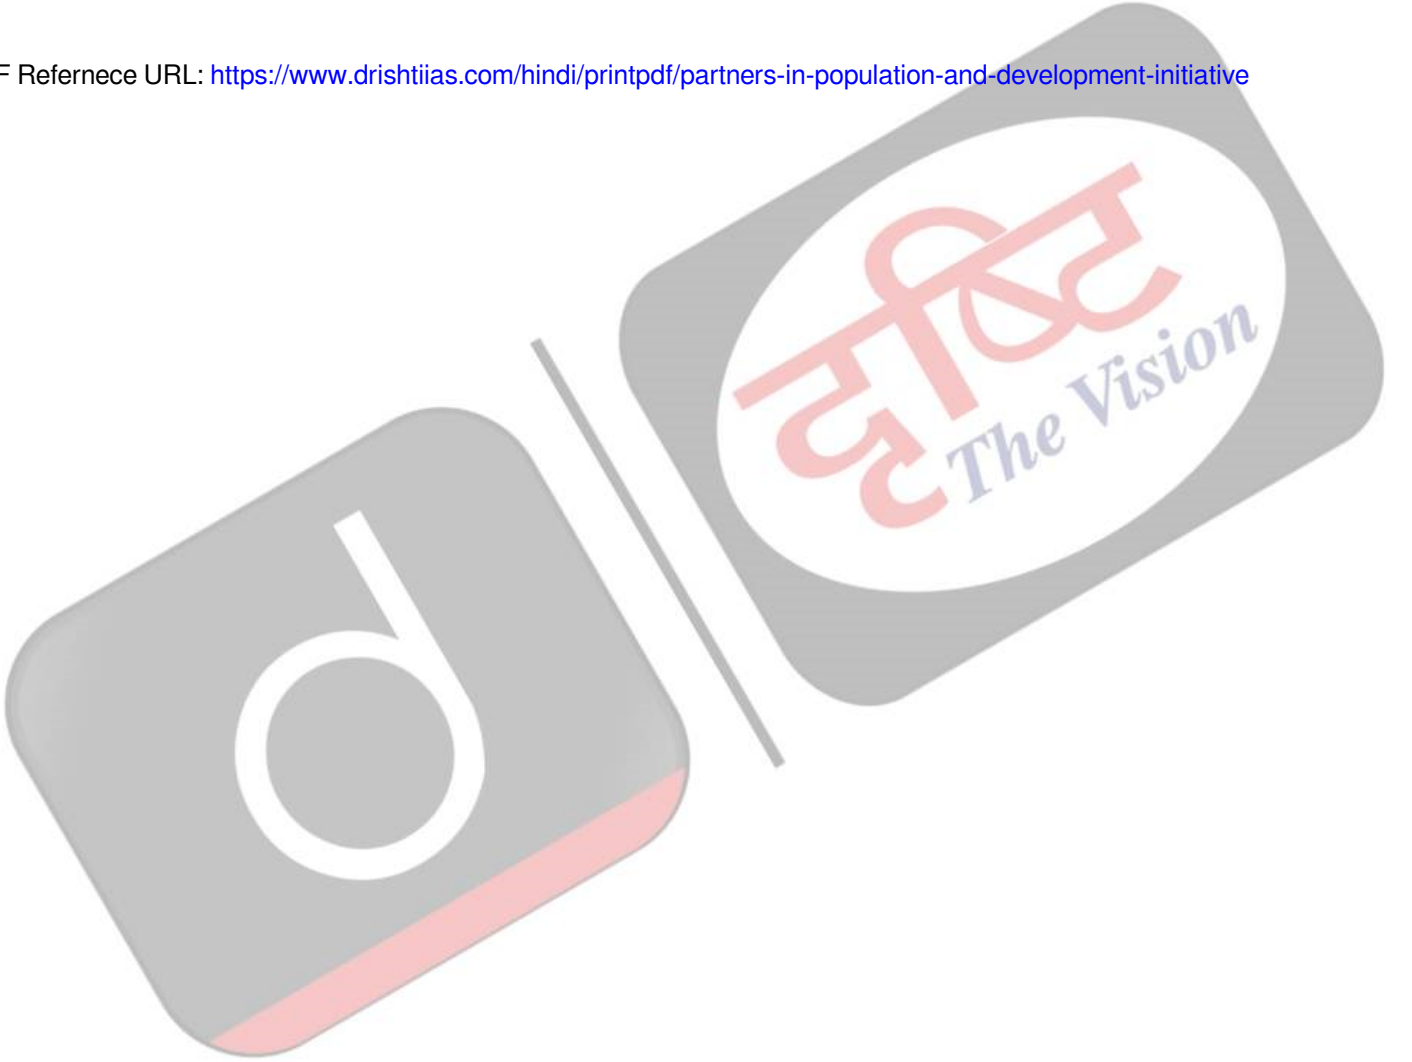 F Refernece URL: https://www.drishtiias.com/hindi/printpdf/partners-in-population-and-development-initiative
दृष्टि
The Vision
d